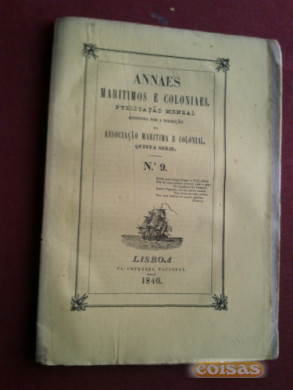 ANNAES
MARITIMOS E COLONIAES.
PUBLICAÇÃO MENSAL
REDIGIDA SOB A DIRECÇÃO
DA
ASSOCIAÇÃO MARITIMA E COLONIAL.
QUINTA SERIE.
N.º 9.
LISBOA
NA IMPRENSA NACIONAL.
1846.
coisas